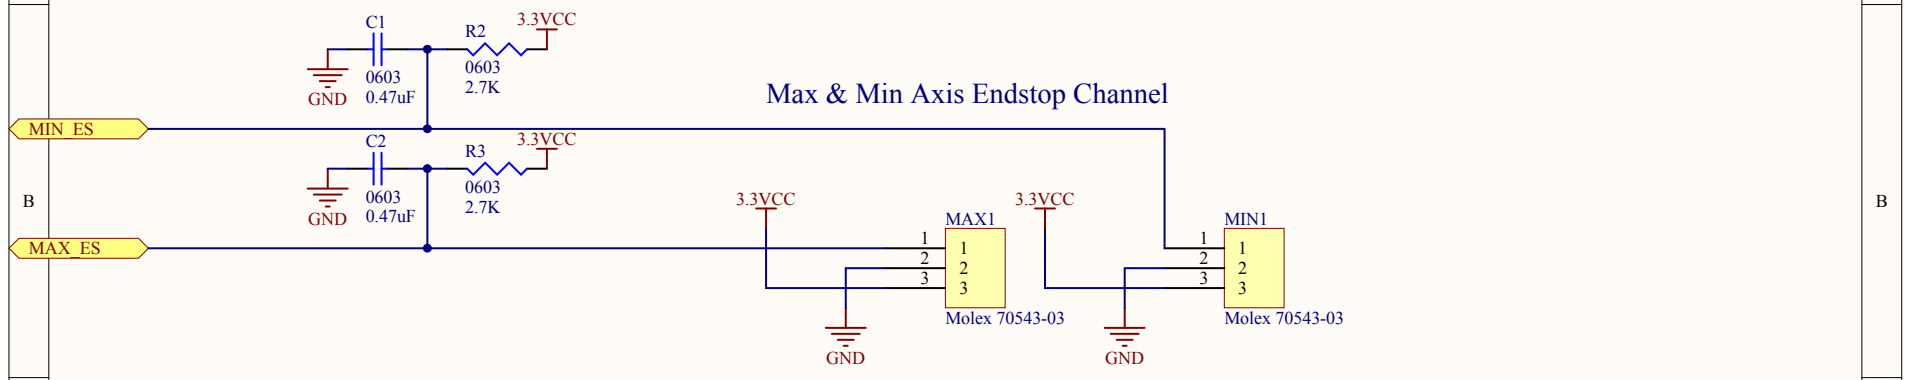 C1
R2
3.3VCC
0603
2.7K
0603
0.47uF
GND
Max & Min Axis Endstop Channel
MIN_ES
C2
R3
3.3VCC
0603
2.7K
0603
0.47uF
GND
B
B
MAX_ES
3.3VCC
MAX1
1
1
2
2
3
3
Molex 70543-03
GND
3.3VCC
MIN1
1
1
2
2
3
3
Molex 70543-03
GND